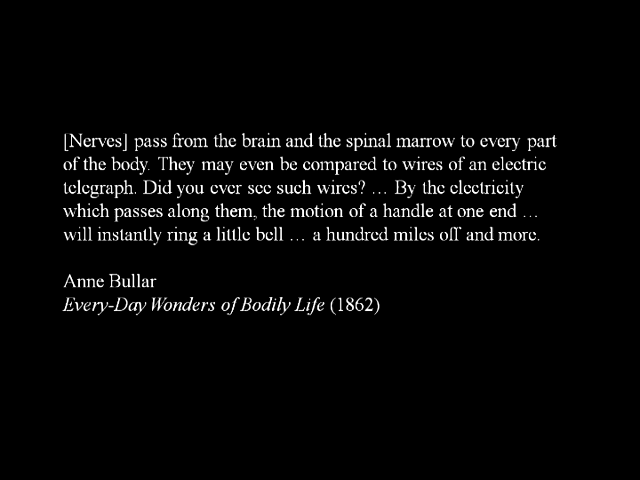 [Nerves] pass from the brain and the spinal marrow to every part
of the body. They may even be compared to wires of an electric
telegraph. Did you ever see such wires? … By the electricity
which passes along them, the motion of a handle at one end …
will instantly ring a little bell … a hundred miles off and more.
Anne Bullar
Every-Day Wonders of Bodily Life (1862)